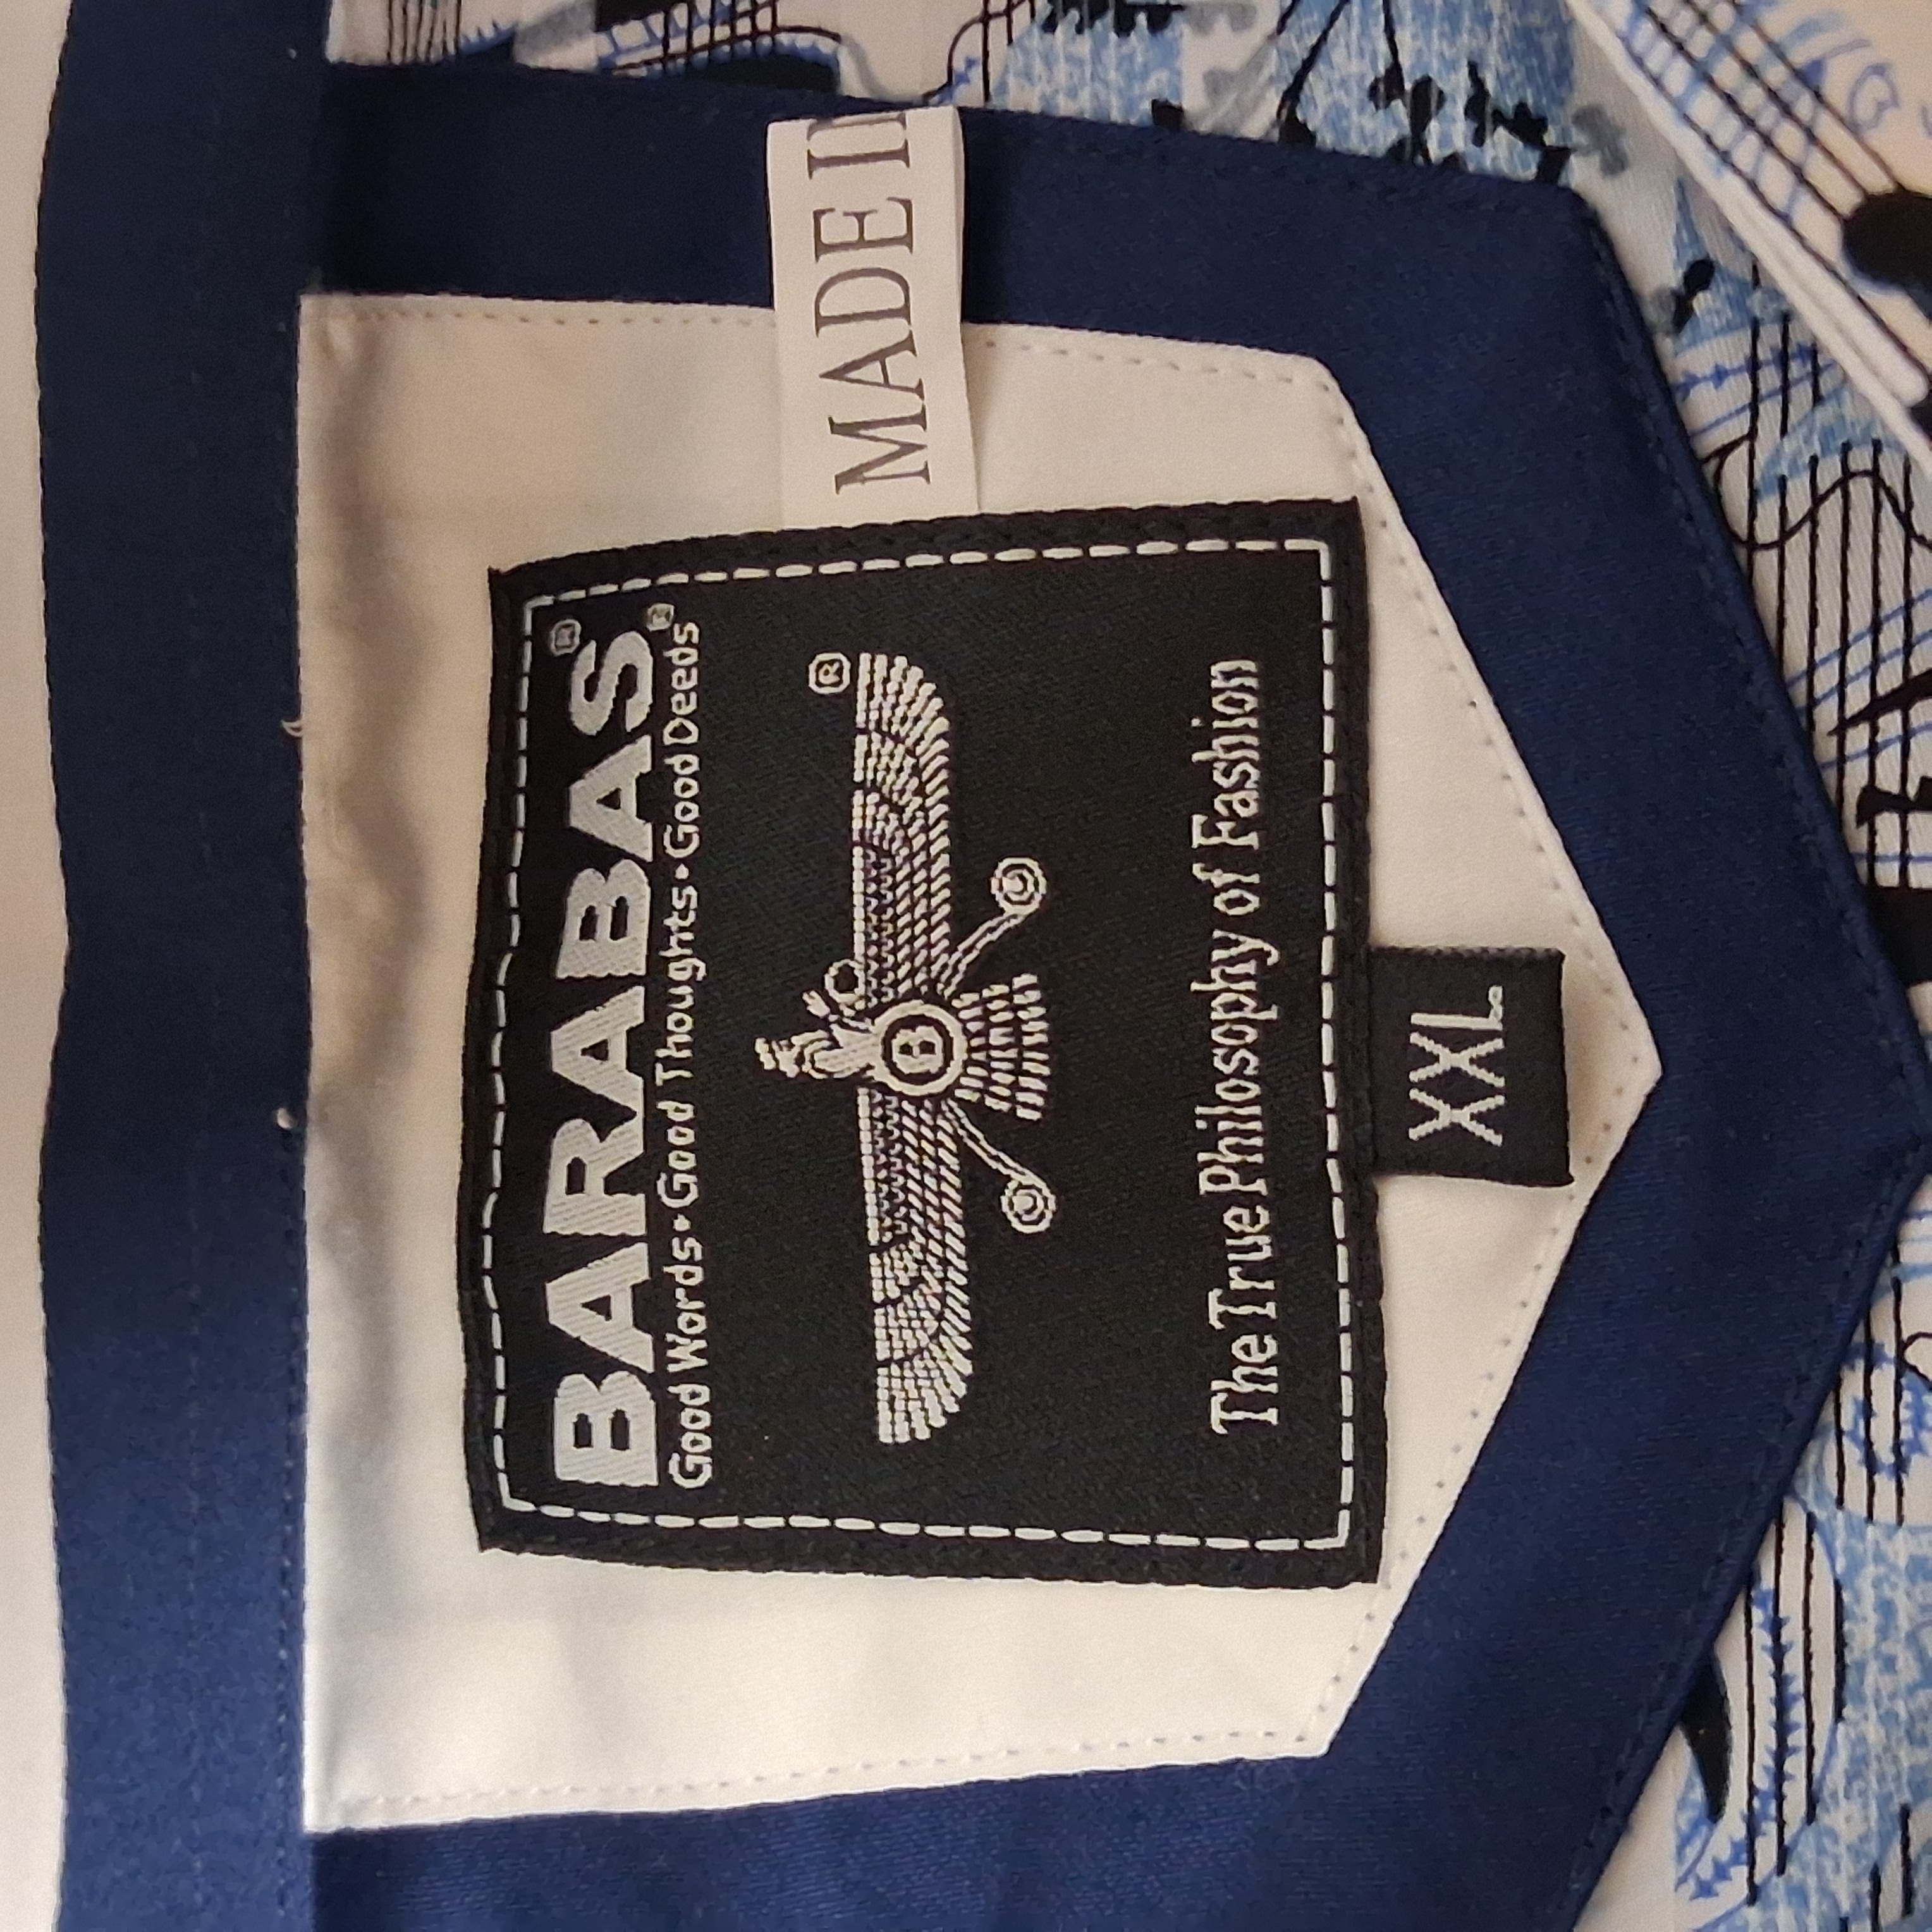 BARABAS®
Good Words • Good Thoughts • Good Deeds®
®
B
The True Philosophy of Fashion
XXL
MADE